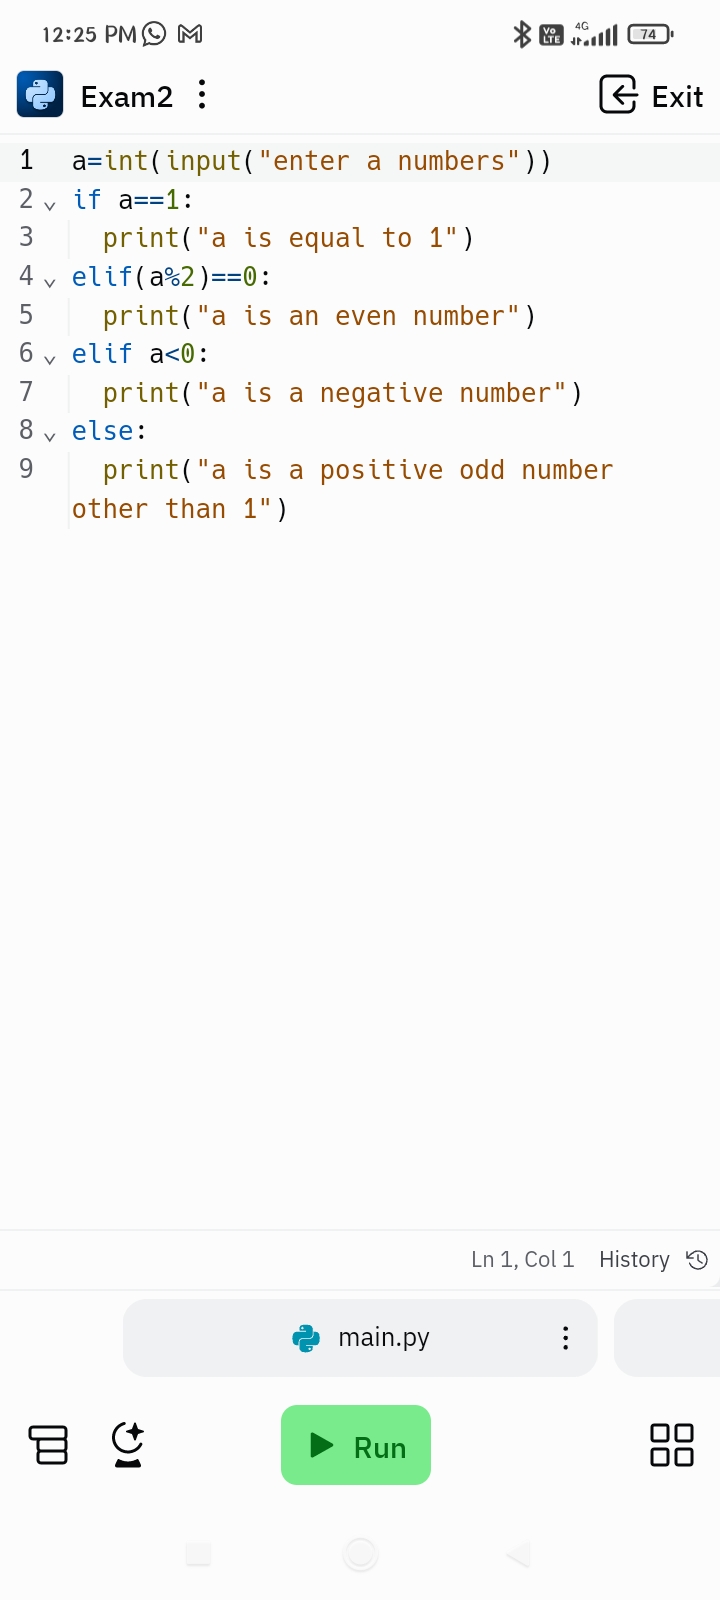 12:25 PM
Vo LTE 4G 74
Exam2 Exit
1 a=int(input("enter a numbers"))
2 if a==1:
3 print("a is equal to 1")
4 elif(a%2)==0:
5 print("a is an even number")
6 elif a<0:
7 print("a is a negative number")
8 else:
9 print("a is a positive odd number
other than 1")
Ln 1, Col 1 History
main.py
Run